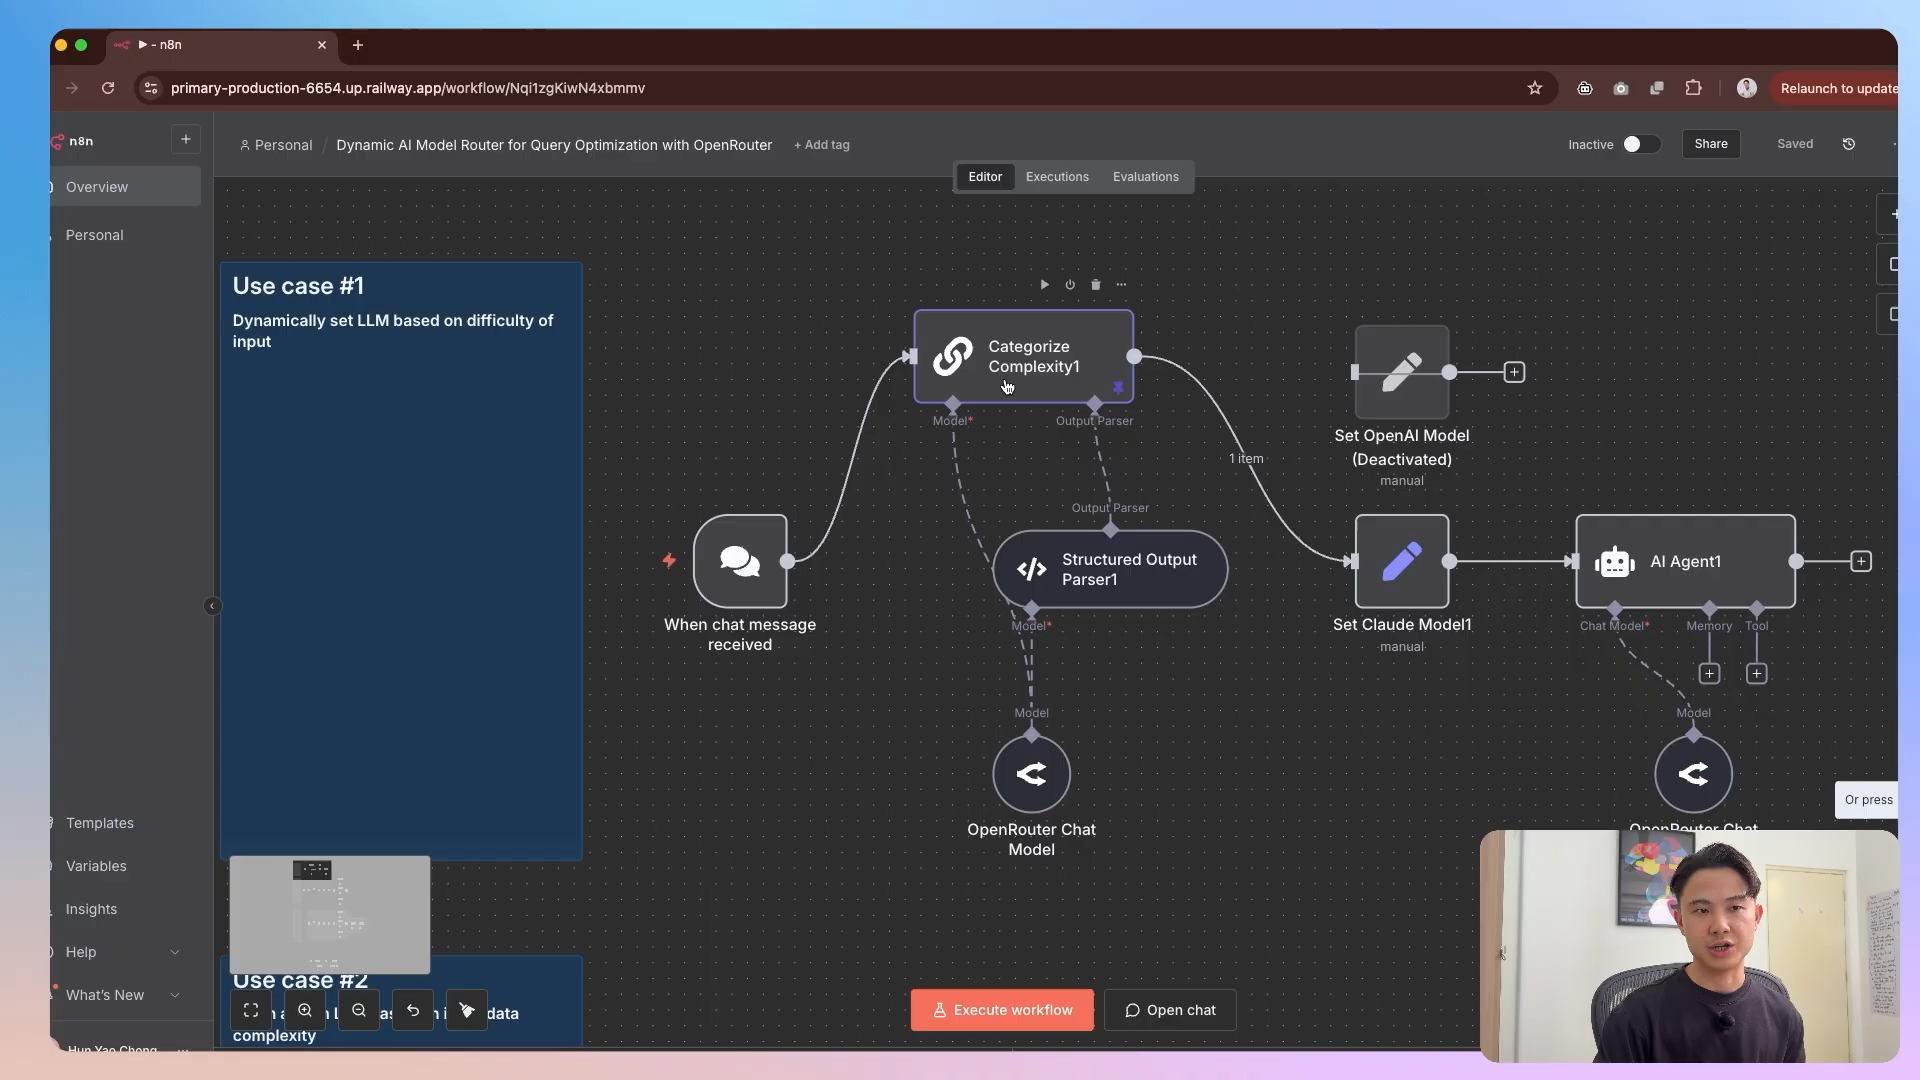 - n8n
primary-production-6654.up.railway.app/workflow/Nqi1zgKiwN4xbmmv
Relaunch to update
n8n
Personal / Dynamic AI Model Router for Query Optimization with OpenRouter + Add tag
Inactive
Share
Saved
Editor
Executions
Evaluations
Overview
Personal
Templates
Variables
Insights
Help
What's New
Hun Yao Chong
Use case #1
Dynamically set LLM based on difficulty of
input
Use case #2
data
complexity
When chat message
received
Categorize
Complexity1
Model*
Output Parser
Output Parser
Structured Output
Parser1
Model*
Model
OpenRouter Chat
Model
1 item
Set OpenAI Model
(Deactivated)
manual
Set Claude Model1
manual
AI Agent1
Chat Model*
Memory
Tool
Model
OpenRouter Chat
Or press
Execute workflow
Open chat